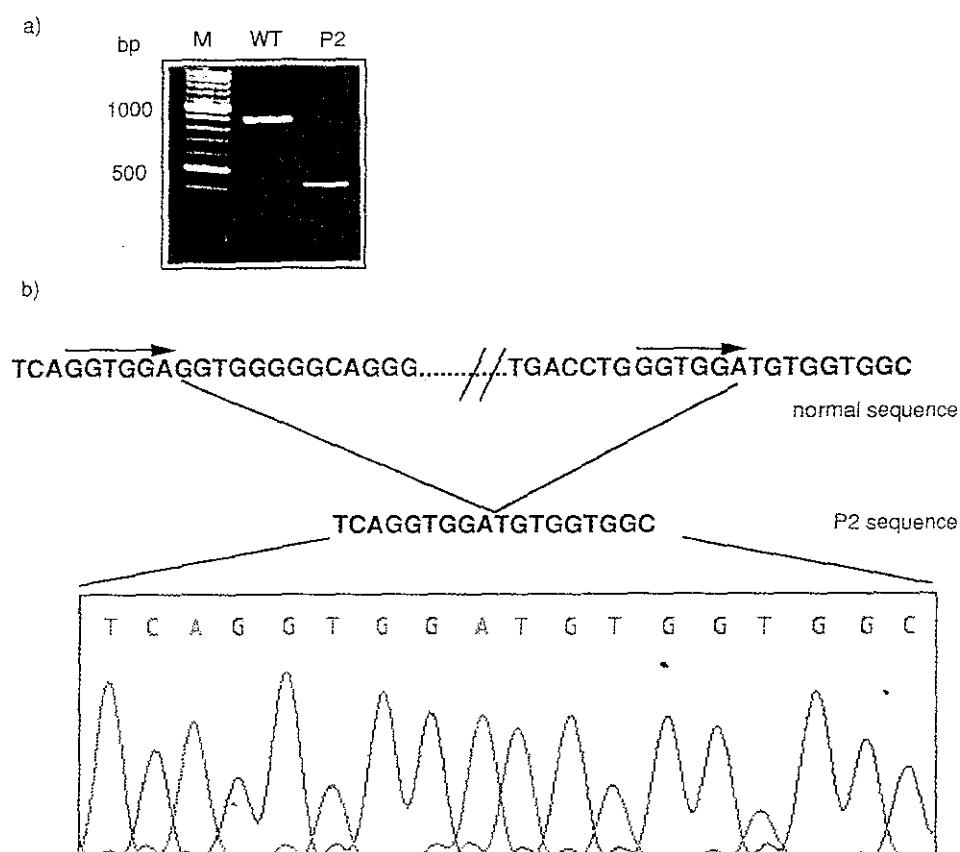 a)
bp M WT P2
1000
500
b)
TCAGGTGGAGGTGGGGGCAGGG............TGACCTGGGTGGATGTGGTGGC
normal sequence
TCAGGTGGATGTGGTGGC
P2 sequence
T C A G G T G G A T G T G G T G G C